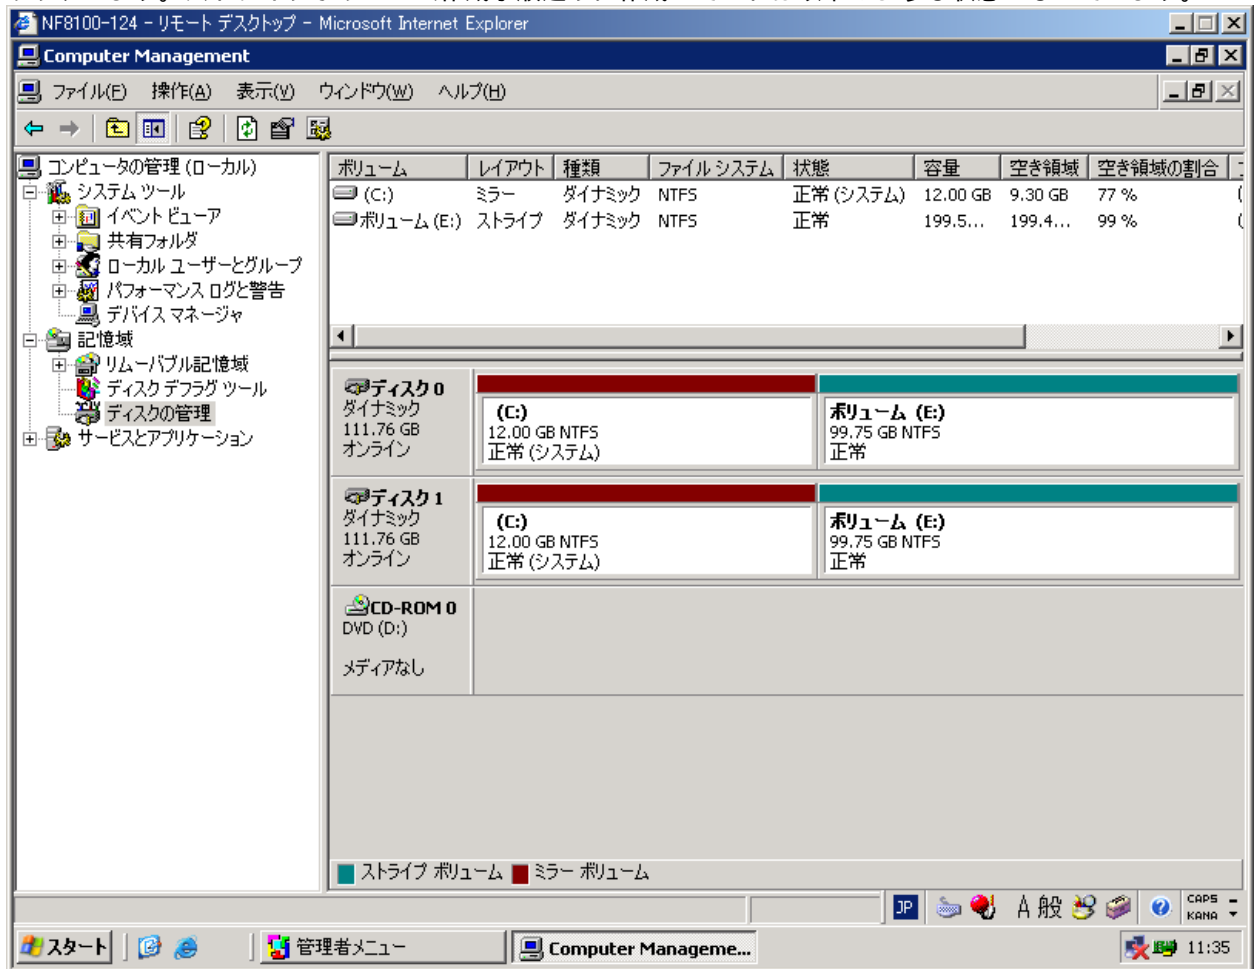 NF8100-124 - リモート デスクトップ - Microsoft Internet Explorer
Computer Management
ファイル(F) 操作(A) 表示(V) ウィンドウ(W) ヘルプ(H)
コンピュータの管理 (ローカル)
システム ツール
イベント ビューア
共有フォルダ
ローカル ユーザーとグループ
パフォーマンス ログと警告
デバイス マネージャ
記憶域
リムーバブル記憶域
ディスク デフラグ ツール
ディスクの管理
サービスとアプリケーション
ボリューム レイアウト 種類 ファイル システム 状態 容量 空き領域 空き領域の割合
(C:) ミラー ダイナミック NTFS 正常 (システム) 12.00 GB 9.30 GB 77 %
ボリューム (E:) ストライプ ダイナミック NTFS 正常 199.5... 199.4... 99 %
ディスク 0
ダイナミック
111.76 GB
オンライン
(C:)
12.00 GB NTFS
正常 (システム)
ボリューム (E:)
99.75 GB NTFS
正常
ディスク 1
ダイナミック
111.76 GB
オンライン
(C:)
12.00 GB NTFS
正常 (システム)
ボリューム (E:)
99.75 GB NTFS
正常
CD-ROM 0
DVD (D:)
メディアなし
ストライプ ボリューム ミラー ボリューム
JP A 般 CAPS
KANA
スタート 管理者メニュー Computer Manageme... 11:35